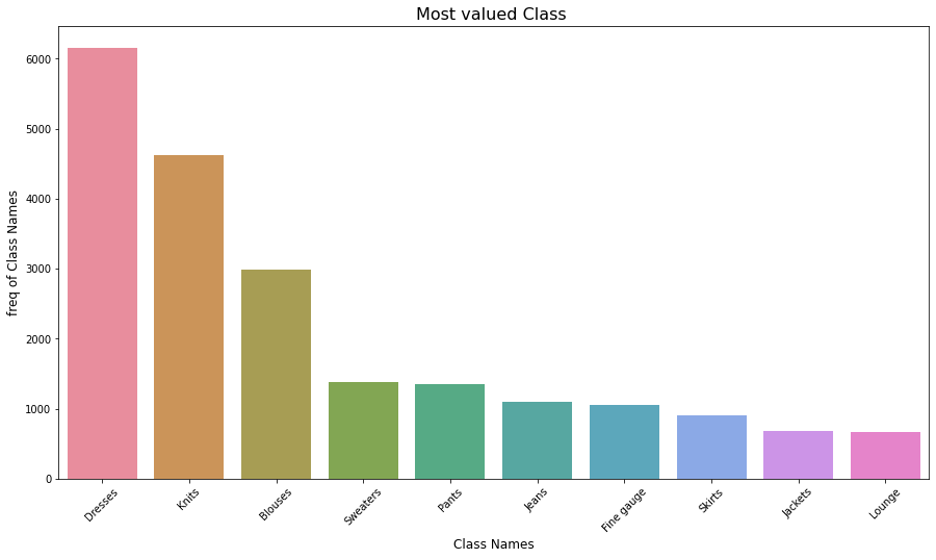 Most valued Class
freq of Class Names
6000
5000
4000
3000
2000
1000
0
Dresses
Knits
Blouses
Sweaters
Pants
Jeans
Fine gauge
Skirts
Jackets
Lounge
Class Names